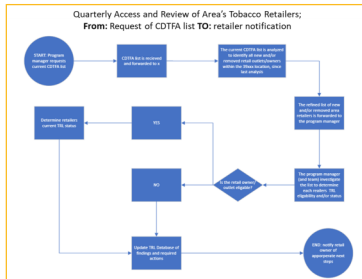 Quarterly Access and Review of Area's Tobacco Retailers;
From: Request of CDTFA list TO: retailer notification
START: Program
manager requests
current CDTFA list
CDTFA list is received
and forwarded to x
The current CDTFA list is analyzed
to identify all new and/or
removed retail outlets/owners
within the Xness location, since
last analysis
The refined list of
new and/or removed area
retailers is forwarded to
the program manager
The program manager
(and team) investigate
the list to determine
each retailers TRL
eligibility and/or status
Is the retail owner/
outlet eligible?
YES
NO
Determine retailers
current TRL status
Update TRL Database of
findings and required
actions
END: notify retail
owner of
appropriate next
steps